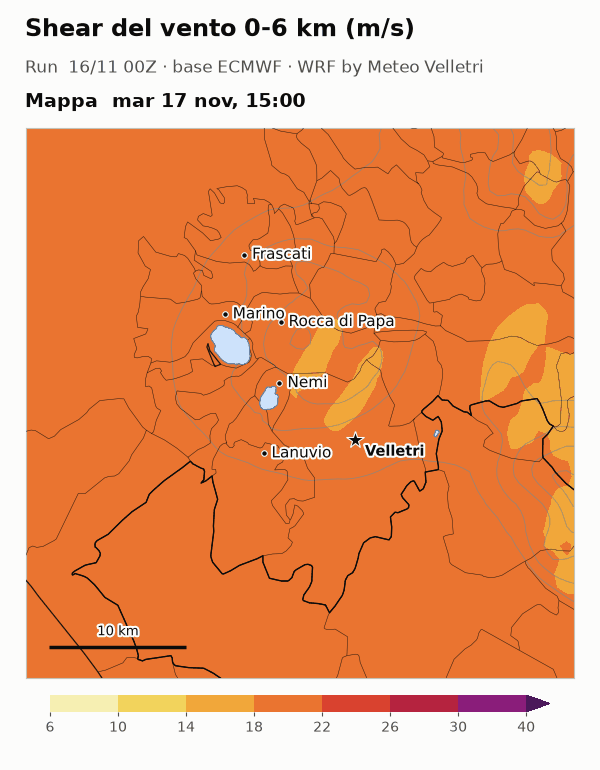 Shear del vento 0-6 km (m/s)
Run  16/11 00Z · base ECMWF · WRF by Meteo Velletri
Mappa  mar 17 nov, 15:00
Frascati
Marino
Rocca di Papa
Nemi
Velletri
Lanuvio
10 km
6 10 14 18 22 26 30 40